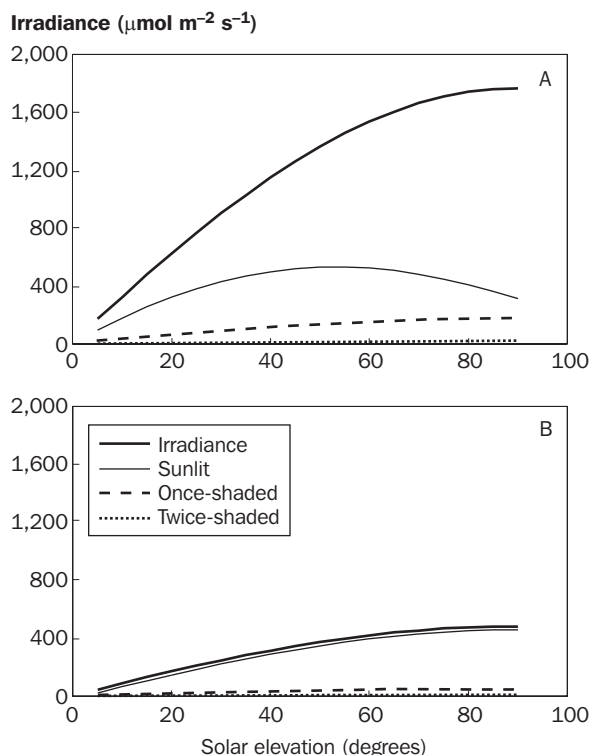 Irradiance (μmol m⁻² s⁻¹)
2,000
A
1,600
1,200
800
400
0
0 20 40 60 80 100
2,000
B
Irradiance
1,600
Sunlit
Once-shaded
1,200
Twice-shaded
800
400
0
0 20 40 60 80 100
Solar elevation (degrees)